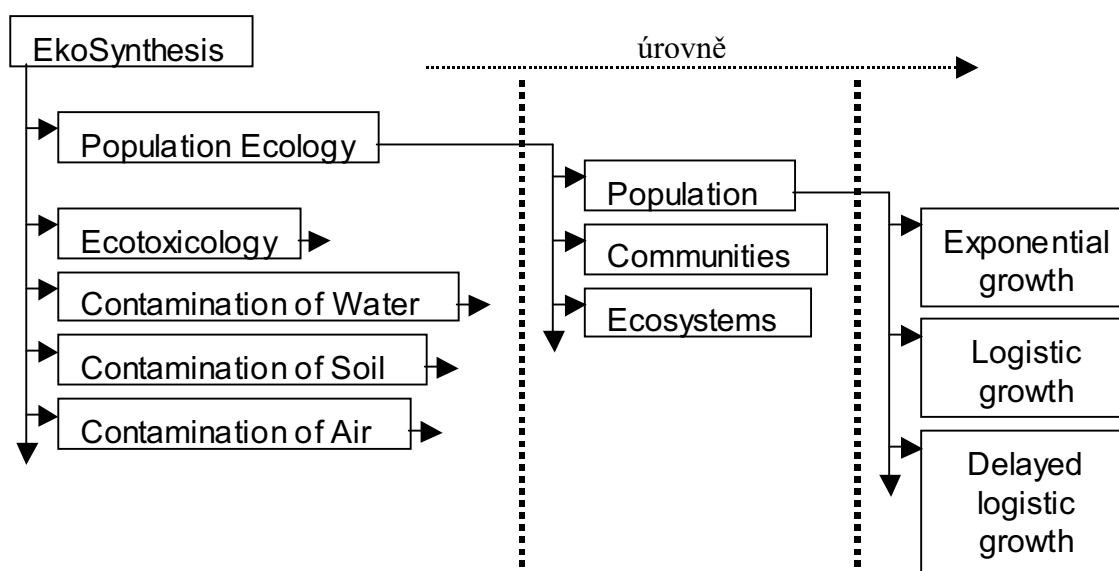 EkoSynthesis
úrovně
Population Ecology
Ecotoxicology
Contamination of Water
Contamination of Soil
Contamination of Air
Population
Communities
Ecosystems
Exponential
growth
Logistic
growth
Delayed
logistic
growth